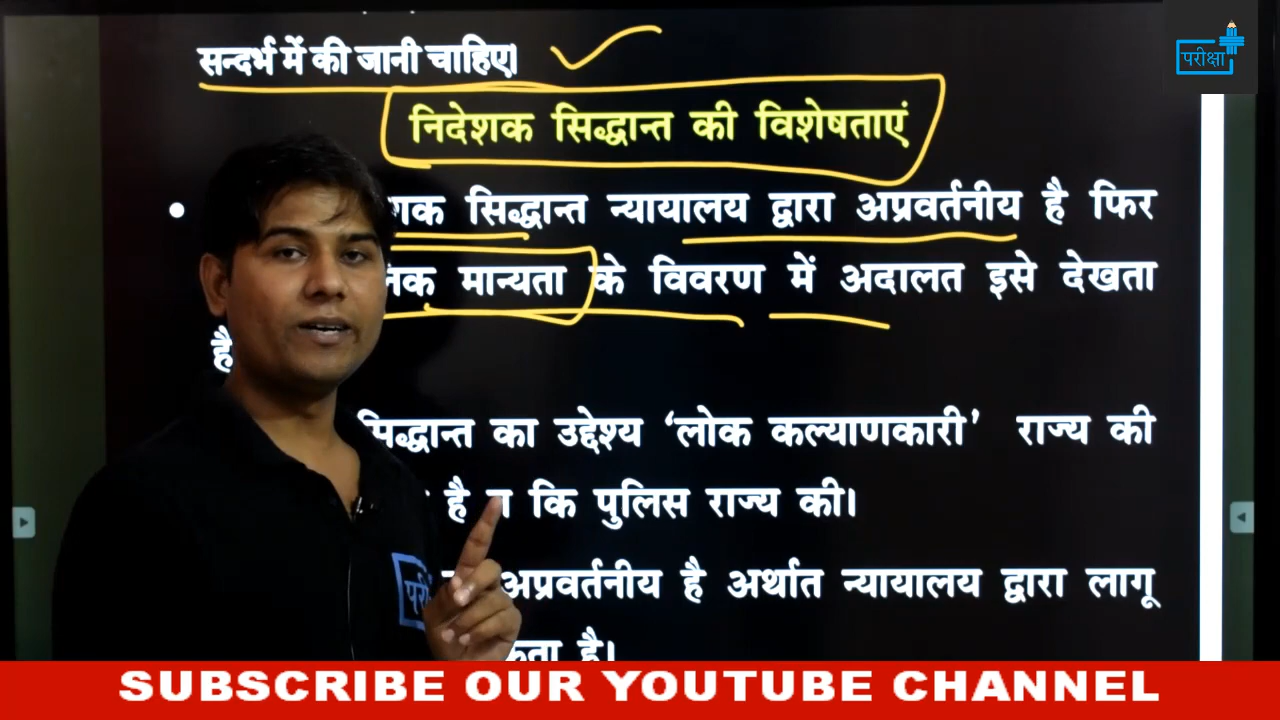 सन्दर्भ में की जानी चाहिए।
परीक्षा
निदेशक सिद्धान्त की विशेषताएं
सिद्धान्त न्यायालय द्वारा अप्रवर्तनीय है फिर
मान्यता के विवरण में अदालत इसे देखता
है
सिद्धान्त का उद्देश्य 'लोक कल्याणकारी' राज्य की
है न कि पुलिस राज्य की।
अप्रवर्तनीय है अर्थात न्यायालय द्वारा लागू
है।
SUBSCRIBE OUR YOUTUBE CHANNEL